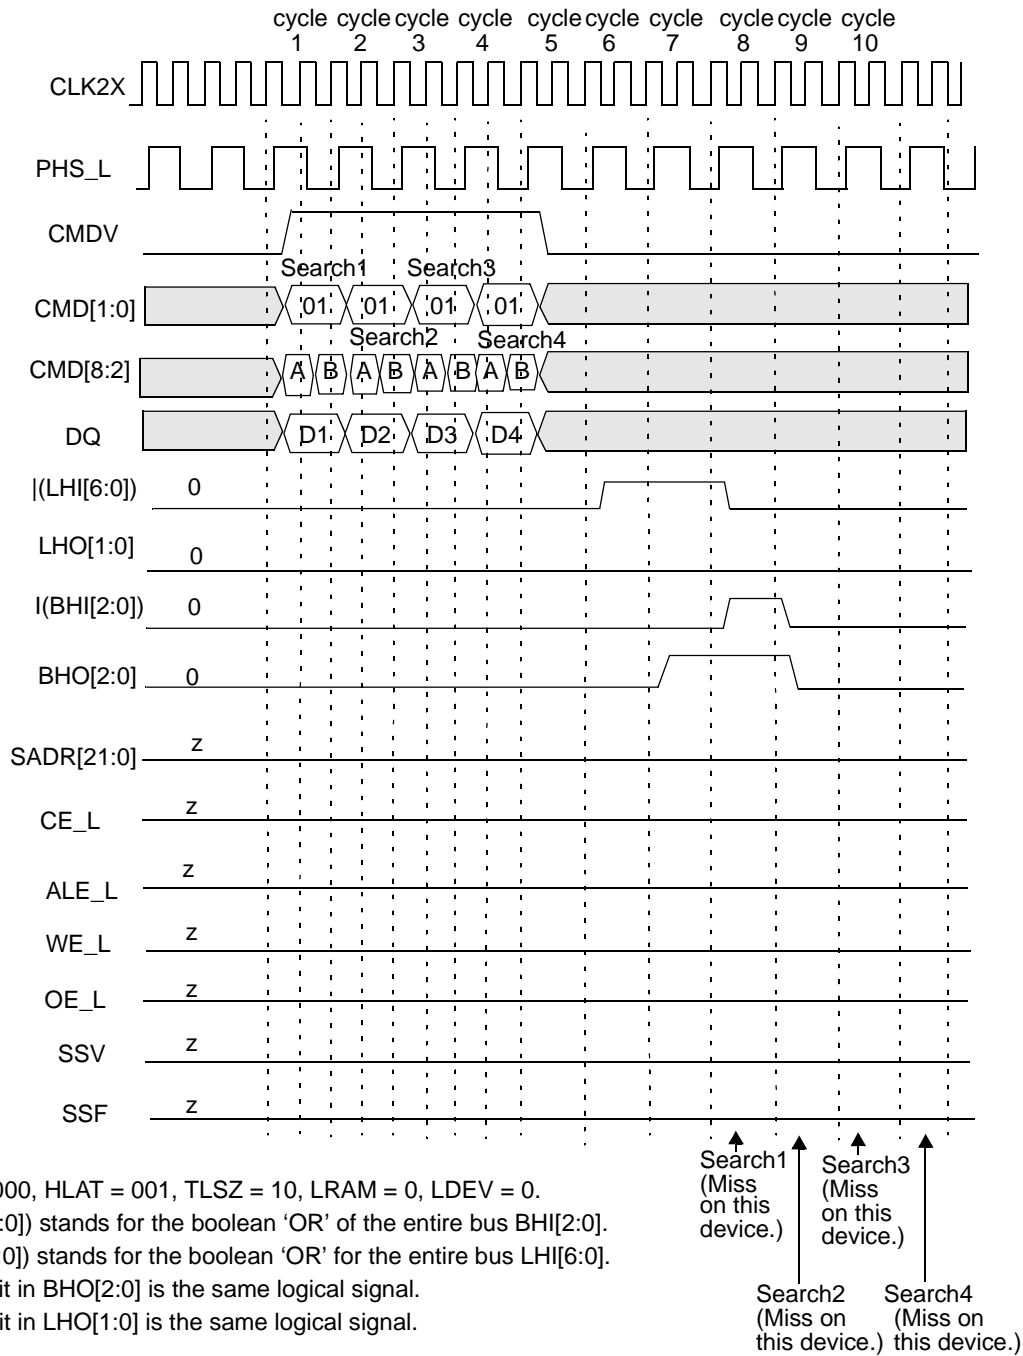 cycle cycle cycle cycle cycle cycle cycle cycle cycle cycle
1 2 3 4 5 6 7 8 9 10
CLK2X
PHS_L
CMDV
Search1 Search3
CMD[1:0] 01 01 01 01
Search2 Search4
CMD[8:2] A B A B A B A B
DQ D1 D2 D3 D4
|(LHI[6:0]) 0
LHO[1:0] 0
I(BHI[2:0]) 0
BHO[2:0] 0
SADR[21:0] z
CE_L z
ALE_L z
WE_L z
OE_L z
SSV z
SSF z
Search1
(Miss
on this
device.)
Search3
(Miss
on this
device.)
000, HLAT = 001, TLSZ = 10, LRAM = 0, LDEV = 0.
:0]) stands for the boolean ‘OR’ of the entire bus BHI[2:0].
:0]) stands for the boolean ‘OR’ for the entire bus LHI[6:0].
it in BHO[2:0] is the same logical signal.
it in LHO[1:0] is the same logical signal.
Search2
(Miss on
this device.)
Search4
(Miss on
this device.)